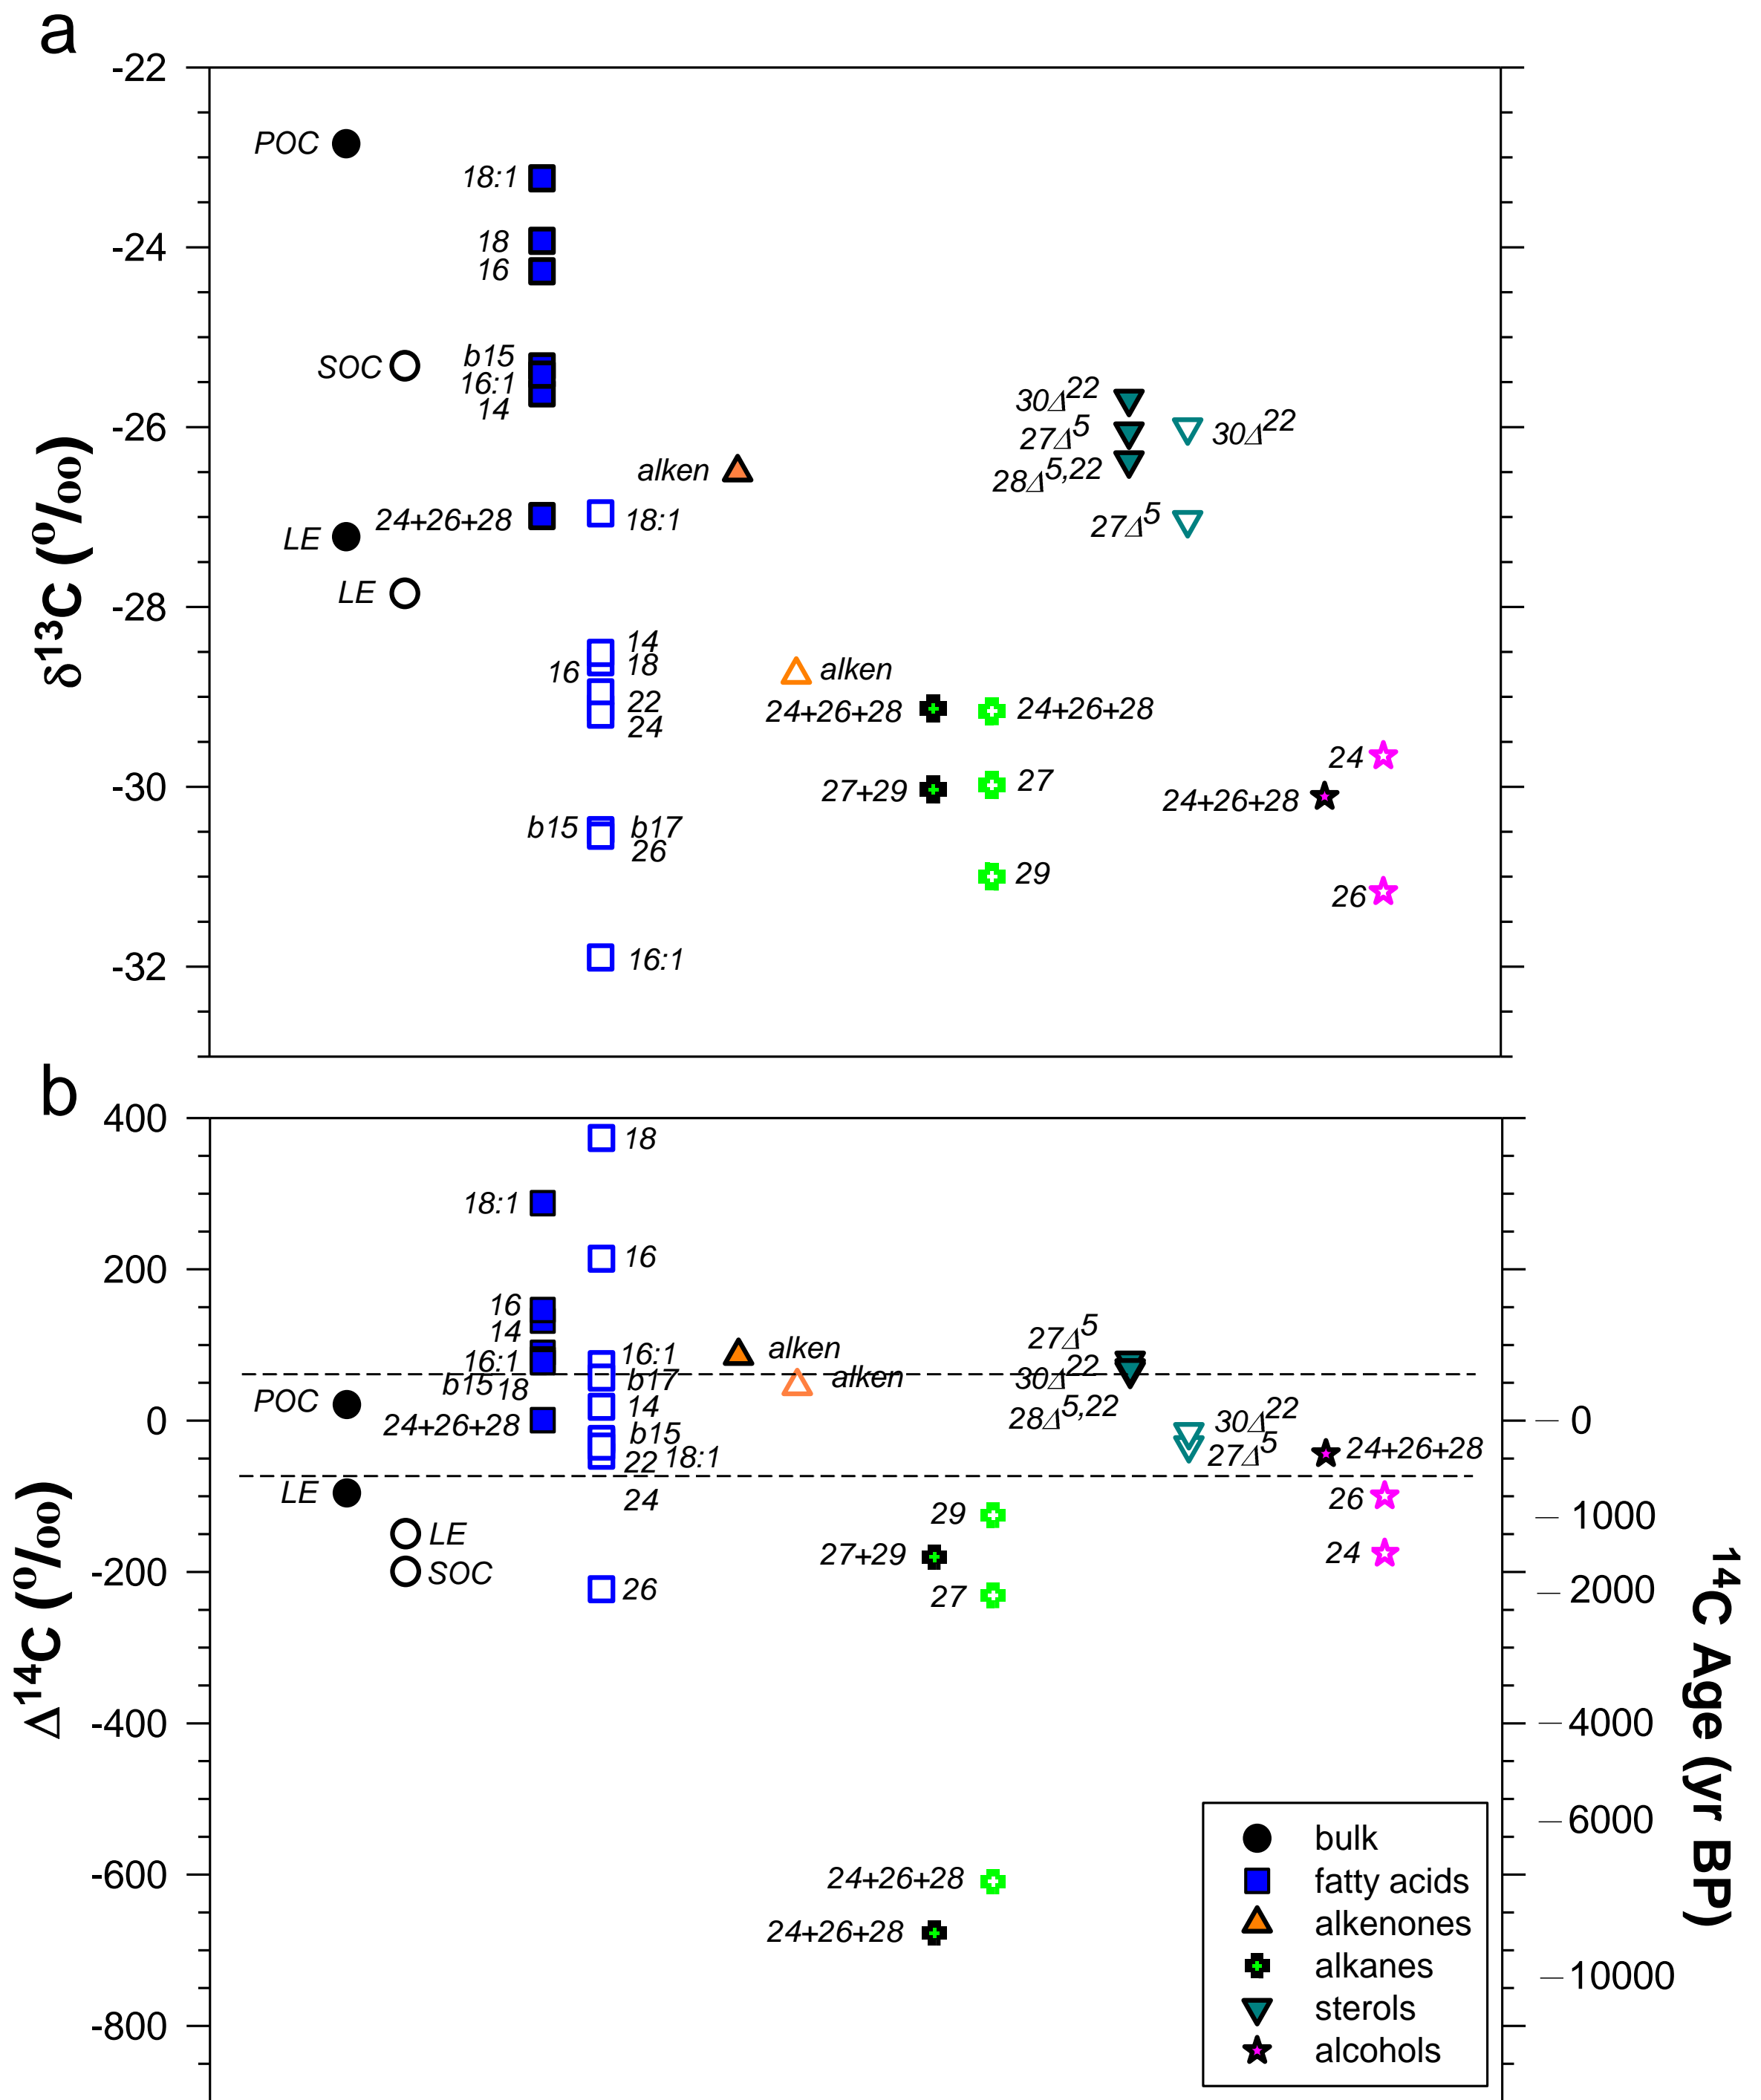 a
-22
POC
18:1
-24
18
16
SOC
b15
16:1
14
30Δ22
-26
27Δ5
30Δ22
28Δ5,22
alken
24+26+28
18:1
27Δ5
LE
LE
-28
14
16
18
alken
22
24
24+26+28
24+26+28
24
-30
27+29
27
24+26+28
b15
b17
26
29
26
16:1
-32
δ13C (o/oo)
b
400
18
18:1
200
16
16
14
16:1
b15
18
16:1
b17
14
alken
alken
27Δ5
30Δ22
28Δ5,22
POC
24+26+28
0
0
b15
22
18:1
30Δ22
27Δ5
24+26+28
LE
24
26
29
1000
LE
27+29
24
SOC
-200
26
27
2000
-400
4000
6000
-600
24+26+28
24+26+28
10000
-800
Δ14C (o/oo)
14C Age (yr BP)
bulk
fatty acids
alkenones
alkanes
sterols
alcohols